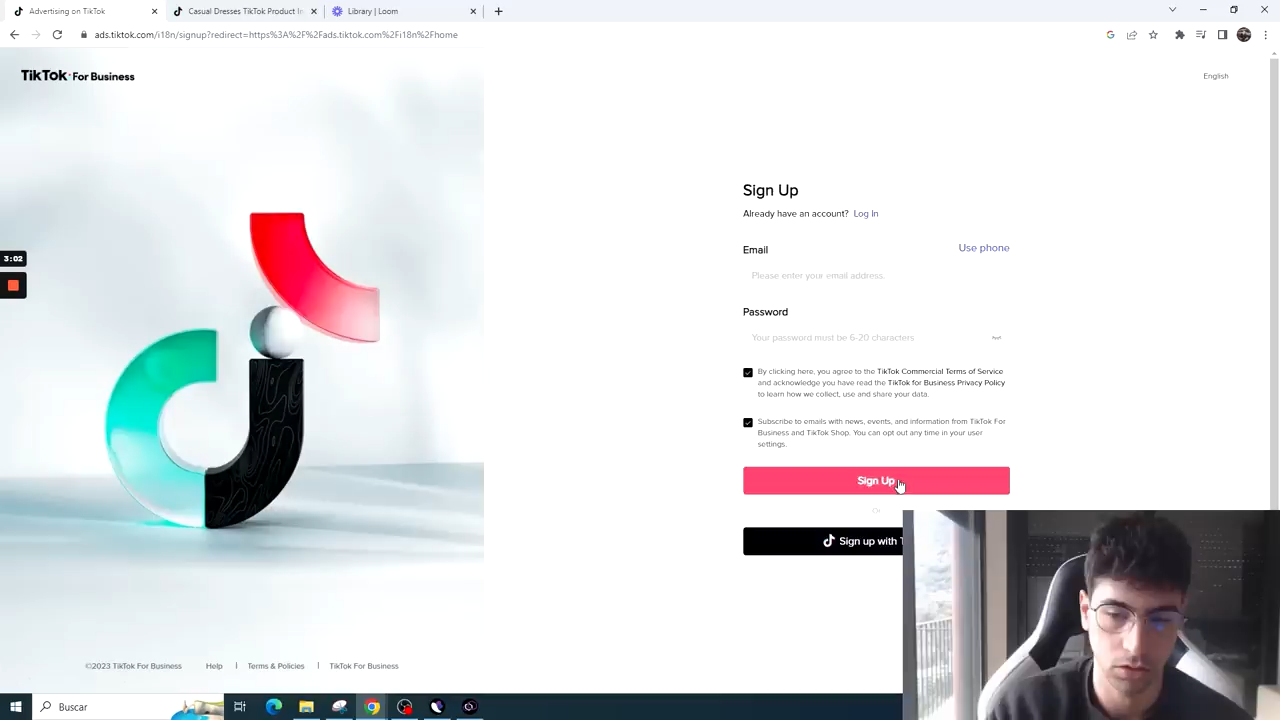 Advertising on TikTok
Casual Dresses TikTok Product In
Library | Loom
ads.tiktok.com/i18n/signup?redirect=https%3A%2F%2Fads.tiktok.com%2Fi18n%2Fhome
TikTok: For Business
English
Sign Up
Already have an account? Log In
Email
Use phone
Please enter your email address.
3:02
Password
Your password must be 6-20 characters
By clicking here, you agree to the TikTok Commercial Terms of Service
and acknowledge you have read the TikTok for Business Privacy Policy
to learn how we collect, use and share your data.
Subscribe to emails with news, events, and information from TikTok For
Business and TikTok Shop. You can opt out any time in your user
settings.
Sign Up
Or
Sign up with T
©2023 TikTok For Business
Help
Terms & Policies
TikTok For Business
Buscar